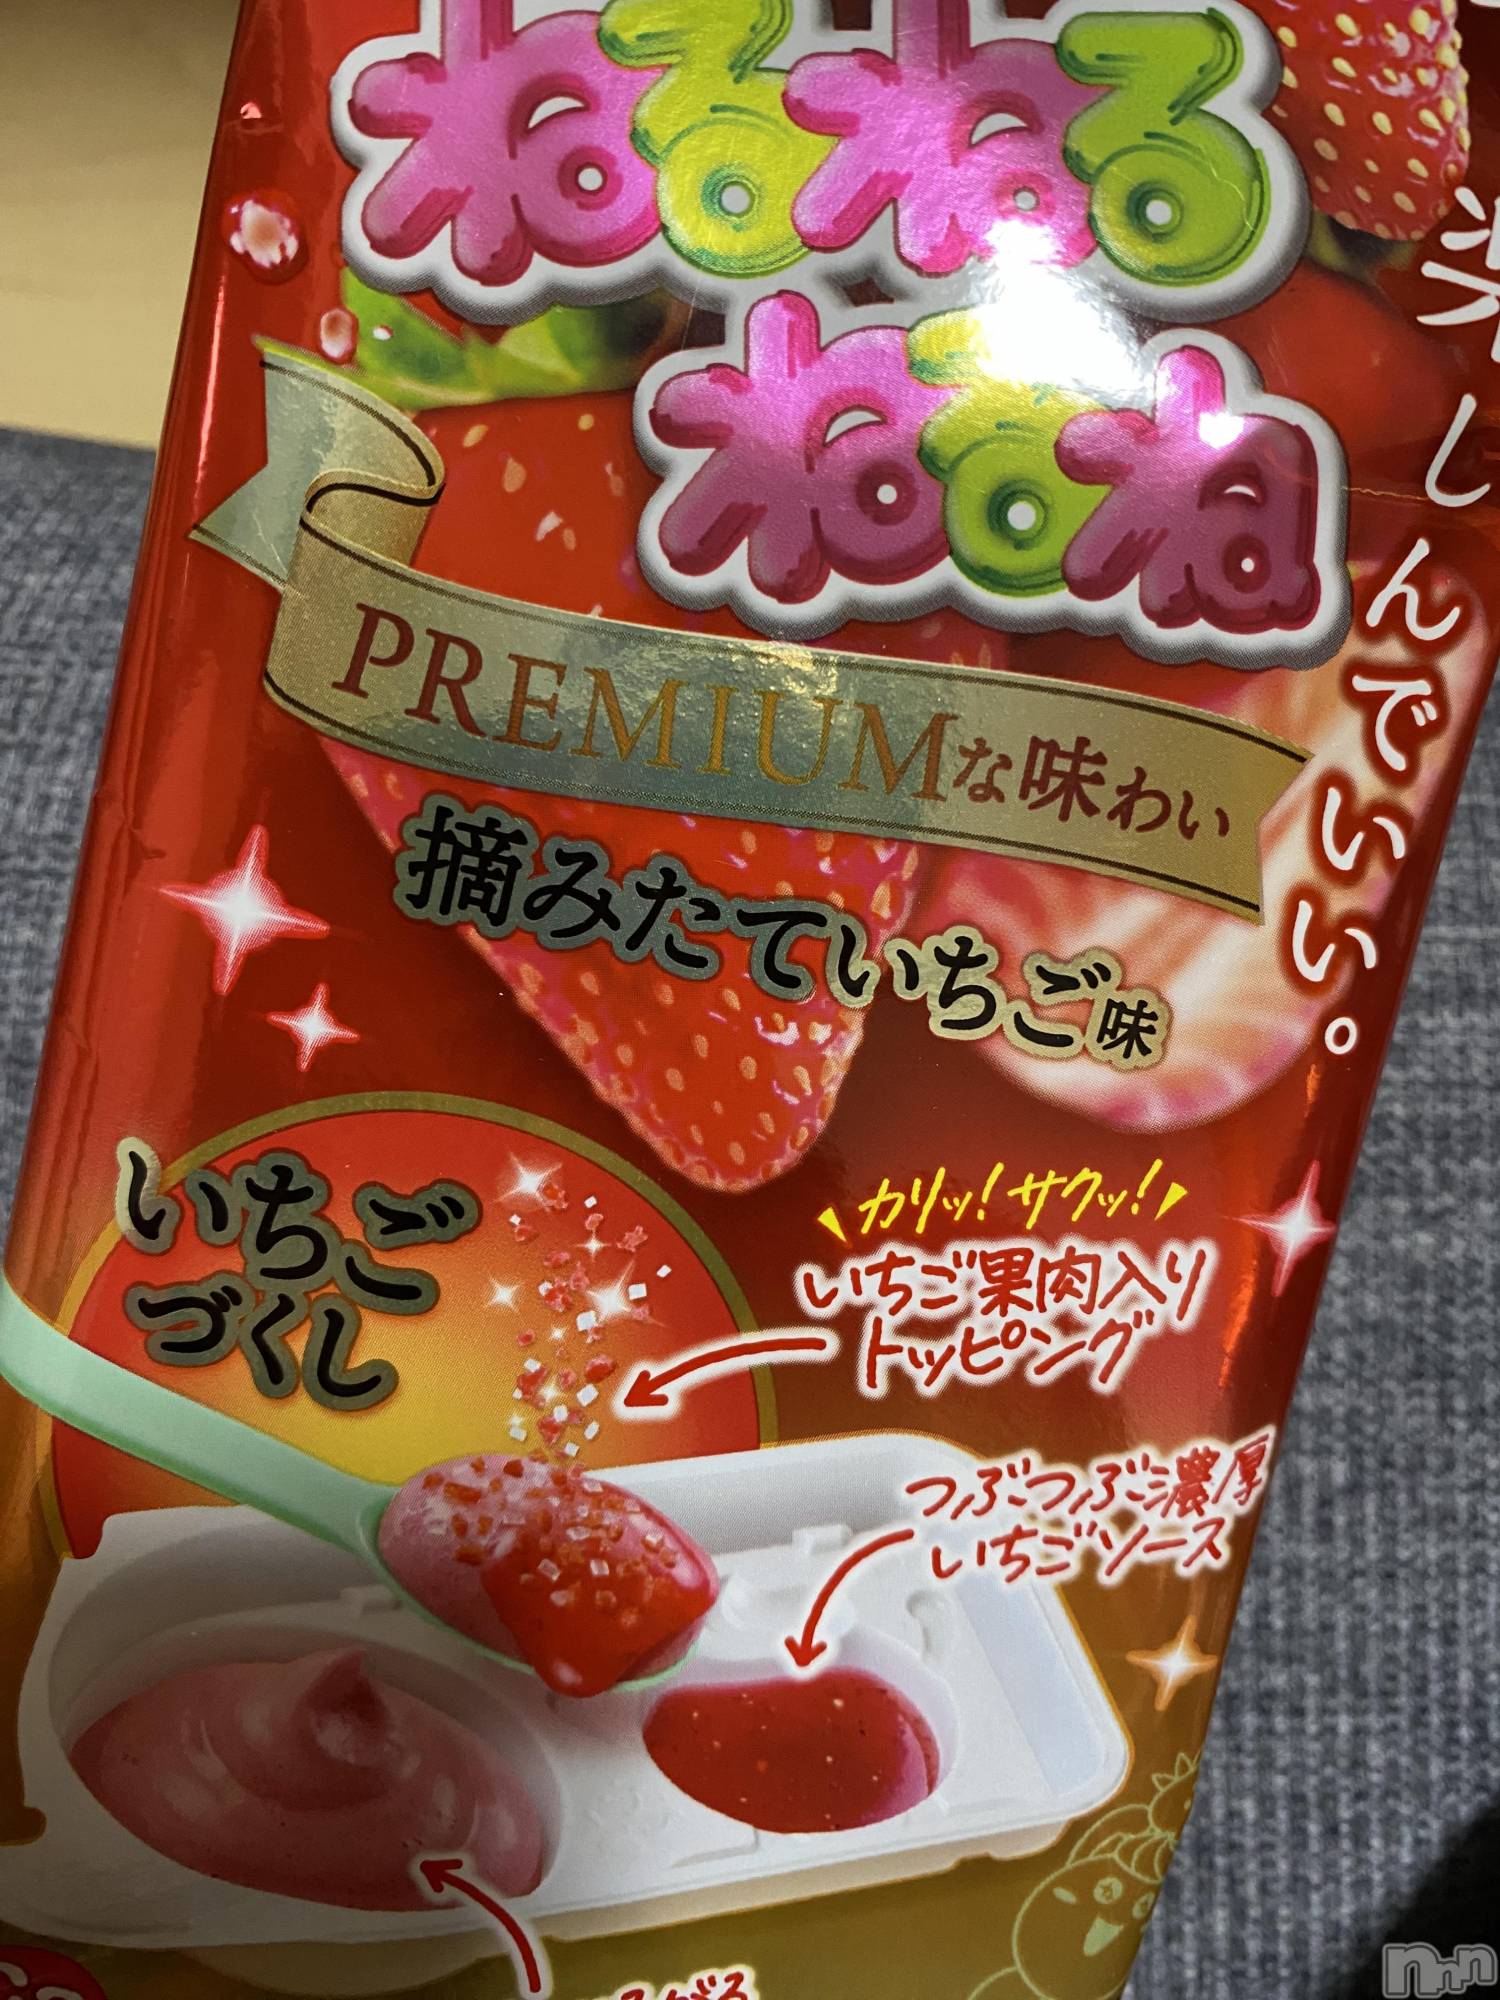 ねるねる
ねるね
楽しんでいい。
PREMIUMな味わい
摘みたていちご味
いちご
づくし
カリッ！サクッ！
いちご果肉入り
トッピング
つぶつぶ濃厚
いちごソース